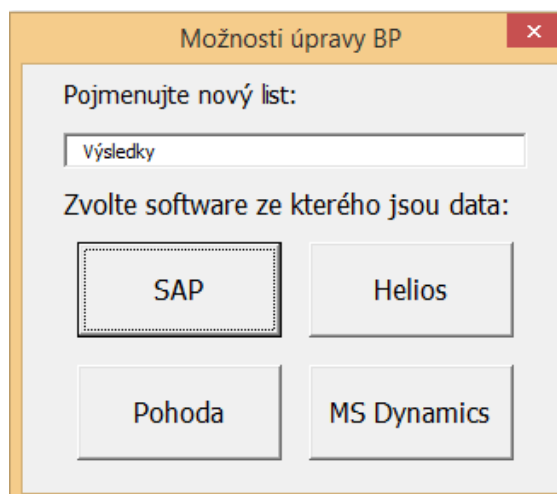 Možnosti úpravy BP
Pojmenujte nový list:
Výsledky
Zvolte software ze kterého jsou data:
SAP
Helios
Pohoda
MS Dynamics